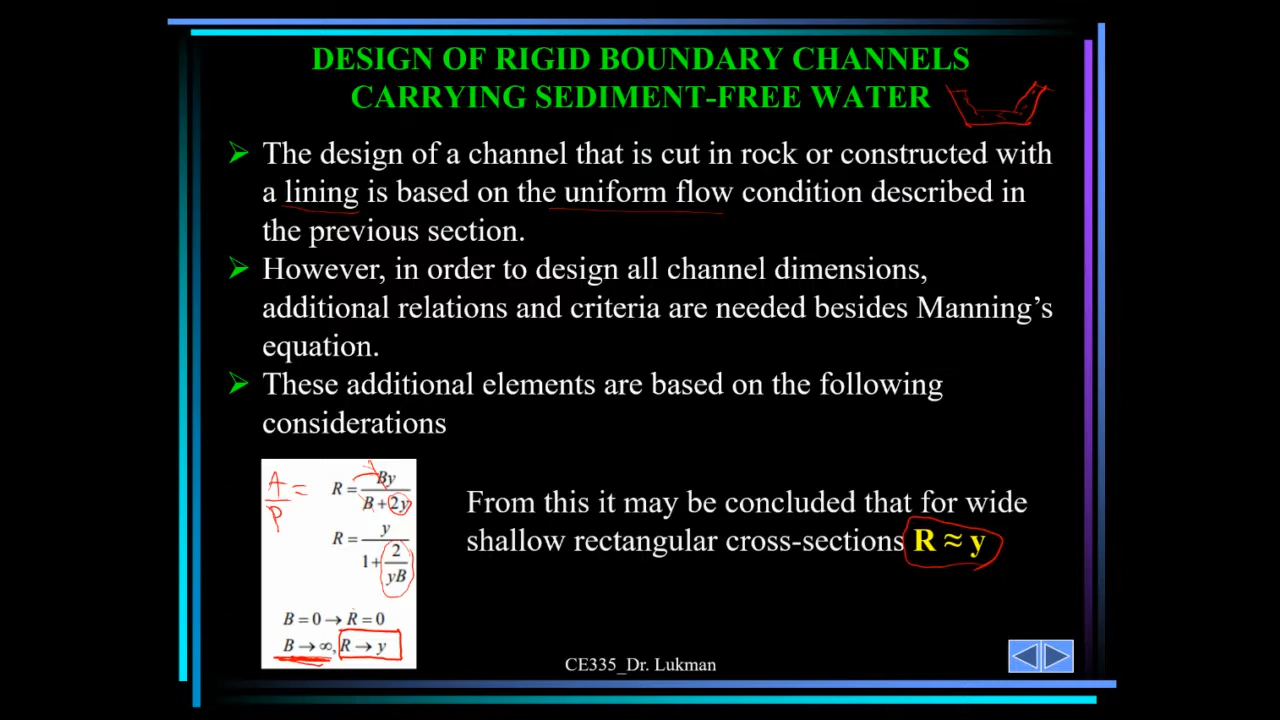 DESIGN OF RIGID BOUNDARY CHANNELS
CARRYING SEDIMENT-FREE WATER
➢ The design of a channel that is cut in rock or constructed with
a lining is based on the uniform flow condition described in
the previous section.
➢ However, in order to design all channel dimensions,
additional relations and criteria are needed besides Manning’s
equation.
➢ These additional elements are based on the following
considerations
A/P = R = By/(B + 2y)
R = y/(1 + 2/(yB))
B = 0 → R = 0
B → ∞, R → y
From this it may be concluded that for wide
shallow rectangular cross-sections R ≈ y
CE335_Dr. Lukman